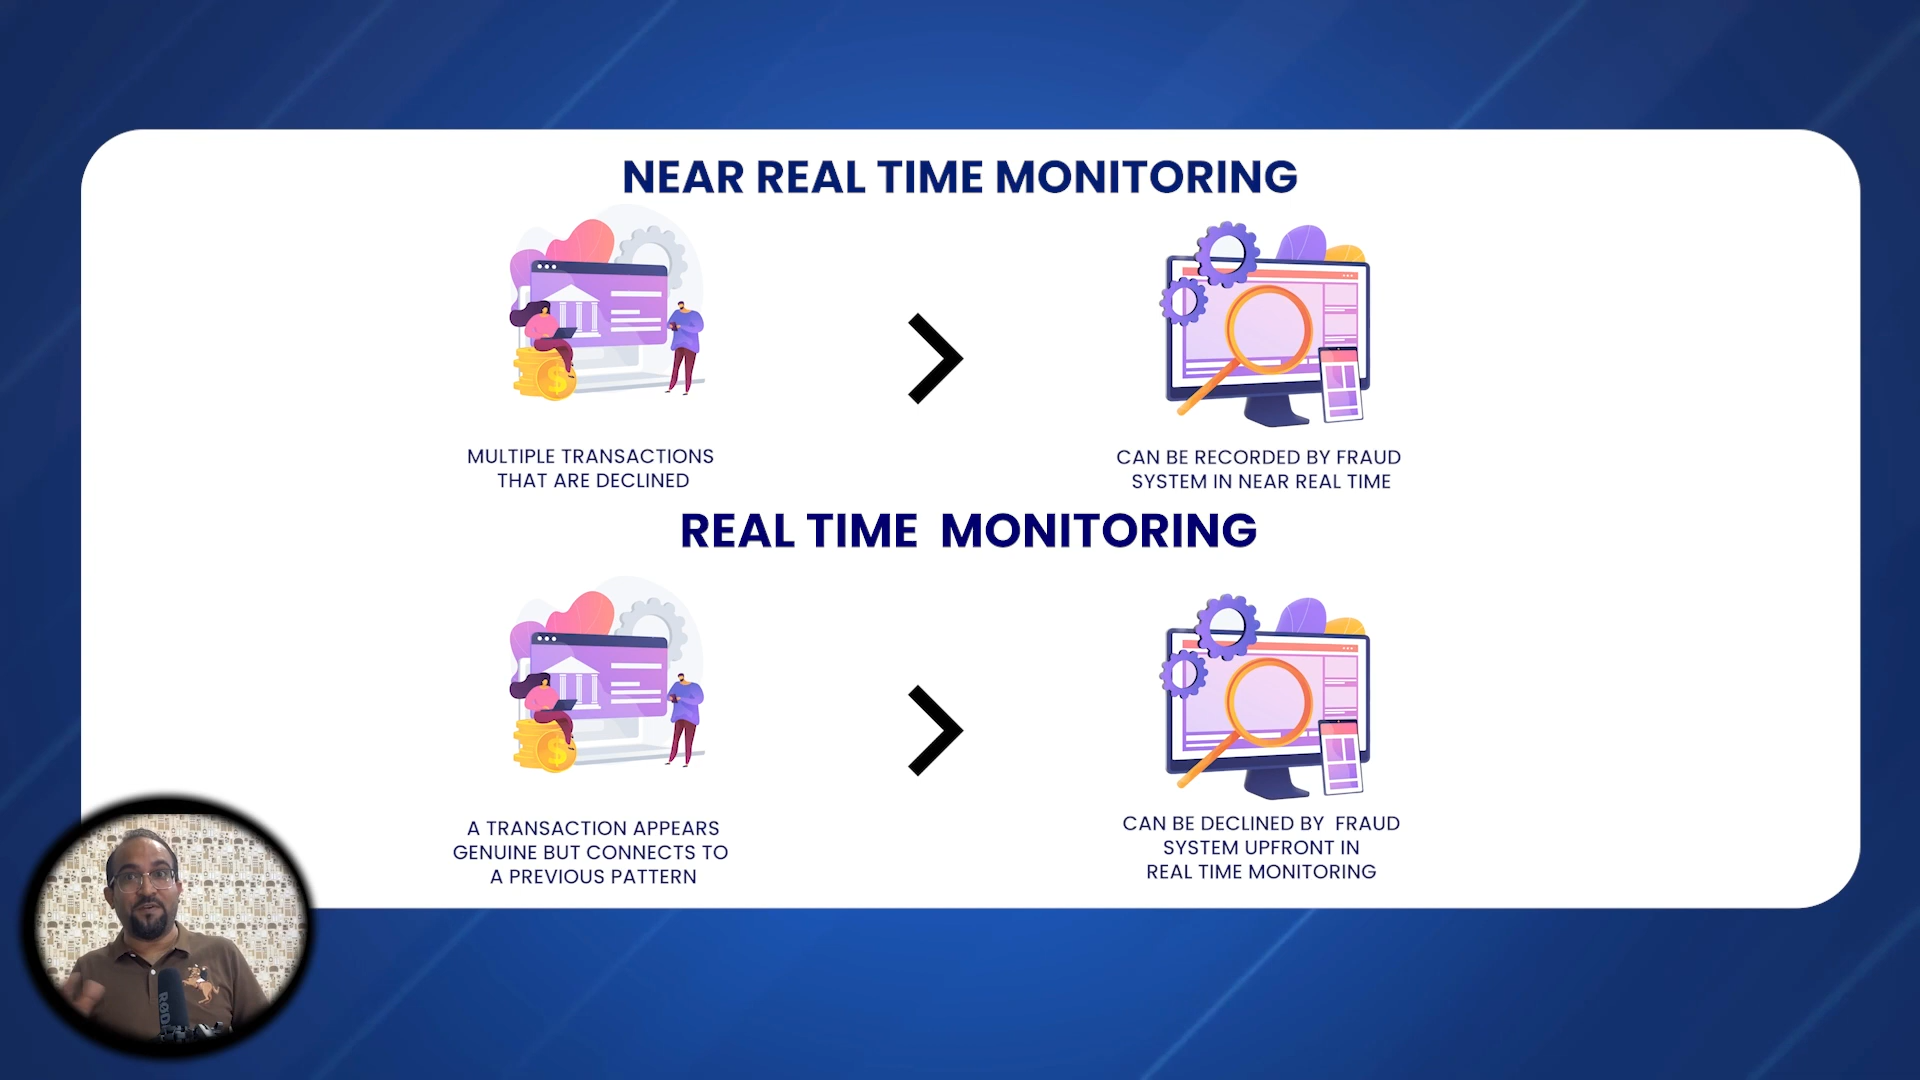 NEAR REAL TIME MONITORING
MULTIPLE TRANSACTIONS
THAT ARE DECLINED
CAN BE RECORDED BY FRAUD
SYSTEM IN NEAR REAL TIME
REAL TIME MONITORING
A TRANSACTION APPEARS
GENUINE BUT CONNECTS TO
A PREVIOUS PATTERN
CAN BE DECLINED BY FRAUD
SYSTEM UPFRONT IN
REAL TIME MONITORING
RØDE